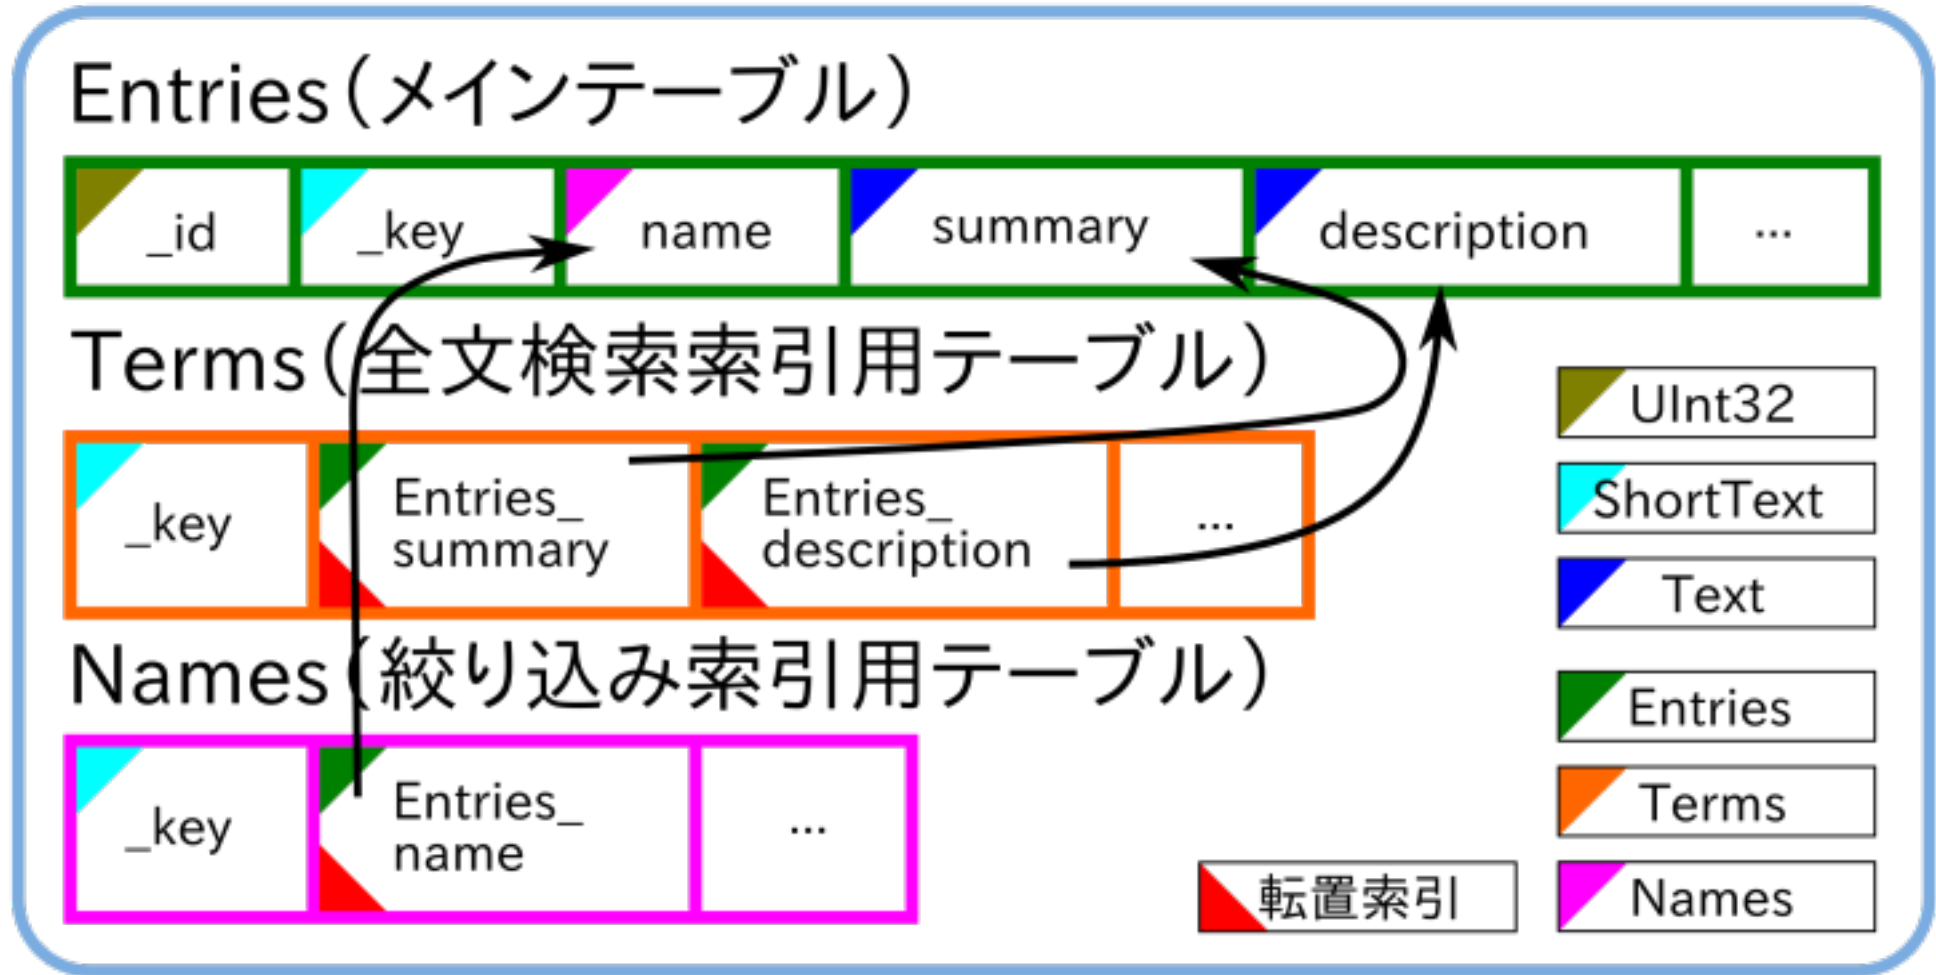 Entries(メインテーブル)
_id
_key
name
summary
description
...
Terms(全文検索索引用テーブル)
_key
Entries_
summary
Entries_
description
...
Names(絞り込み索引用テーブル)
_key
Entries_
name
...
UInt32
ShortText
Text
Entries
Terms
Names
転置索引